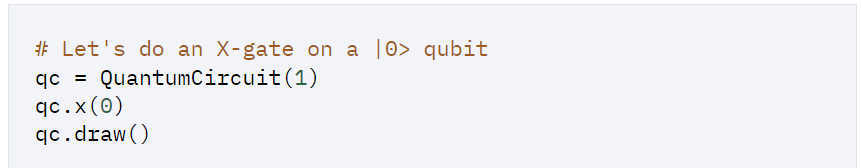 # Let's do an X-gate on a |0> qubit
qc = QuantumCircuit(1)
qc.x(0)
qc.draw()